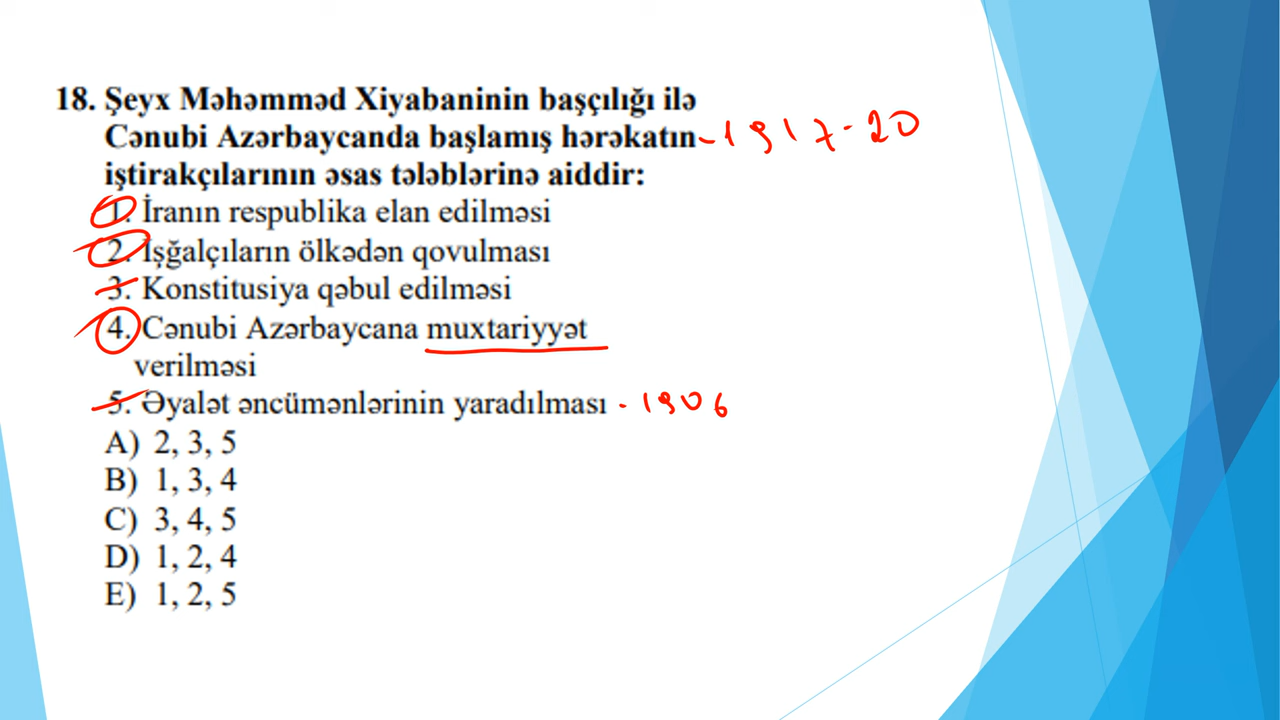 18. Şeyx Məhəmməd Xiyabaninin başçılığı ilə
Cənubi Azərbaycanda başlamış hərəkatın - 1917-20
iştirakçılarının əsas tələblərinə aiddir:
1. İranın respublika elan edilməsi
2. İşğalçıların ölkədən qovulması
3. Konstitusiya qəbul edilməsi
4. Cənubi Azərbaycana muxtariyyət
verilməsi
5. Əyalət əncümənlərinin yaradılması - 1906
A) 2, 3, 5
B) 1, 3, 4
C) 3, 4, 5
D) 1, 2, 4
E) 1, 2, 5